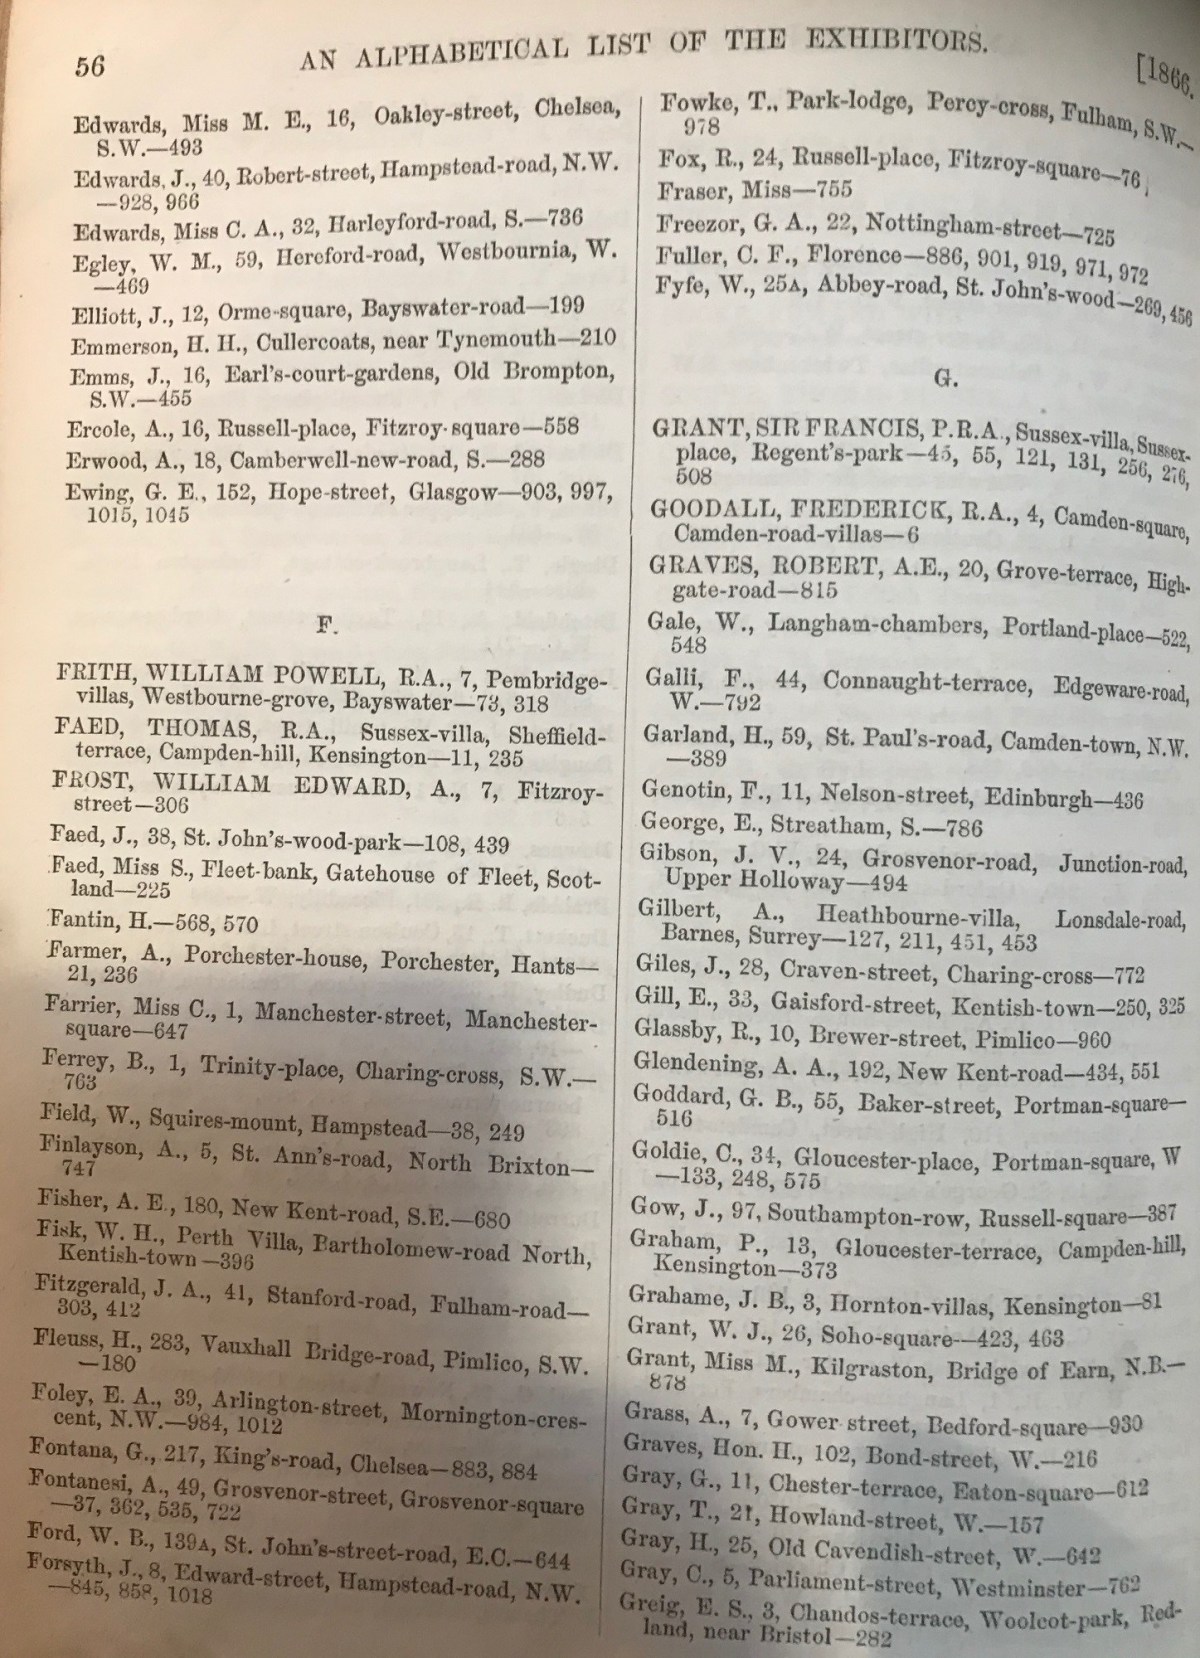 56
AN ALPHABETICAL LIST OF THE EXHIBITORS.
[1866.
Edwards, Miss M. E., 16, Oakley-street, Chelsea,
S.W.—493
Edwards, J., 40, Robert-street, Hampstead-road, N.W.
—928, 966
Edwards, Miss C. A., 32, Harleyford-road, S.—736
Egley, W. M., 59, Hereford-road, Westbournia, W.
—469
Elliott, J., 12, Orme-square, Bayswater-road—199
Emmerson, H. H., Cullercoats, near Tynemouth—210
Emms, J., 16, Earl's-court-gardens, Old Brompton,
S.W.—455
Ercole, A., 16, Russell-place, Fitzroy-square—558
Erwood, A., 18, Camberwell-new-road, S.—288
Ewing, G. E., 152, Hope-street, Glasgow—903, 997,
1015, 1045
F.
FRITH, WILLIAM POWELL, R.A., 7, Pembridge-
villas, Westbourne-grove, Bayswater—73, 318
FAED, THOMAS, R.A., Sussex-villa, Sheffield-
terrace, Campden-hill, Kensington—11, 235
FROST, WILLIAM EDWARD, A., 7, Fitzroy-
street—306
Faed, J., 38, St. John's-wood-park—108, 439
Faed, Miss S., Fleet-bank, Gatehouse of Fleet, Scot-
land—225
Fantin, H.—568, 570
Farmer, A., Porchester-house, Porchester, Hants—
21, 236
Farrier, Miss C., 1, Manchester-street, Manchester-
square—647
Ferrey, B., 1, Trinity-place, Charing-cross, S.W.—
763
Field, W., Squires-mount, Hampstead—38, 249
Finlayson, A., 5, St. Ann's-road, North Brixton—
747
Fisher, A. E., 180, New Kent-road, S.E.—680
Fisk, W. H., Perth Villa, Bartholomew-road North,
Kentish-town—396
Fitzgerald, J. A., 41, Stanford-road, Fulham-road—
303, 412
Fleuss, H., 283, Vauxhall Bridge-road, Pimlico, S.W.
—180
Foley, E. A., 39, Arlington-street, Mornington-cres-
cent, N.W.—984, 1012
Fontana, G., 217, King's-road, Chelsea—883, 884
Fontanesi, A., 49, Grosvenor-street, Grosvenor-square
—37, 362, 535, 722
Ford, W. B., 139A, St. John's-street-road, E.C.—644
Forsyth, J., 8, Edward-street, Hampstead-road, N.W.
—845, 858, 1018
Fowke, T., Park-lodge, Percy-cross, Fulham, S.W.—
978
Fox, R., 24, Russell-place, Fitzroy-square—76
Fraser, Miss—755
Freezor, G. A., 22, Nottingham-street—725
Fuller, C. F., Florence—886, 901, 919, 971, 972
Fyfe, W., 25A, Abbey-road, St. John's-wood—269, 456
G.
GRANT, SIR FRANCIS, P.R.A., Sussex-villa, Sussex-
place, Regent's-park—45, 55, 121, 131, 256, 276,
508
GOODALL, FREDERICK, R.A., 4, Camden-square,
Camden-road-villas—6
GRAVES, ROBERT, A.E., 20, Grove-terrace, High-
gate-road—815
Gale, W., Langham-chambers, Portland-place—522,
548
Galli, F., 44, Connaught-terrace, Edgeware-road,
W.—792
Garland, H., 59, St. Paul's-road, Camden-town, N.W.
—389
Genotin, F., 11, Nelson-street, Edinburgh—436
George, E., Streatham, S.—786
Gibson, J. V., 24, Grosvenor-road, Junction-road,
Upper Holloway—494
Gilbert, A., Heathbourne-villa, Lonsdale-road,
Barnes, Surrey—127, 211, 451, 453
Giles, J., 28, Craven-street, Charing-cross—772
Gill, E., 33, Gaisford-street, Kentish-town—250, 325
Glassby, R., 10, Brewer-street, Pimlico—960
Glendening, A. A., 192, New Kent-road—434, 551
Goddard, G. B., 55, Baker-street, Portman-square—
516
Goldie, C., 34, Gloucester-place, Portman-square, W
—133, 248, 575
Gow, J., 97, Southampton-row, Russell-square—387
Graham, P., 13, Gloucester-terrace, Campden-hill,
Kensington—373
Grahame, J. B., 3, Hornton-villas, Kensington—81
Grant, W. J., 26, Soho-square—423, 463
Grant, Miss M., Kilgraston, Bridge of Earn, N.B.—
878
Grass, A., 7, Gower street, Bedford-square—930
Graves, Hon. H., 102, Bond-street, W.—216
Gray, G., 11, Chester-terrace, Eaton-square—612
Gray, T., 21, Howland-street, W.—157
Gray, H., 25, Old Cavendish-street, W.—642
Gray, C., 5, Parliament-street, Westminster—762
Greig, E. S., 3, Chandos-terrace, Woolcot-park, Red-
land, near Bristol—282